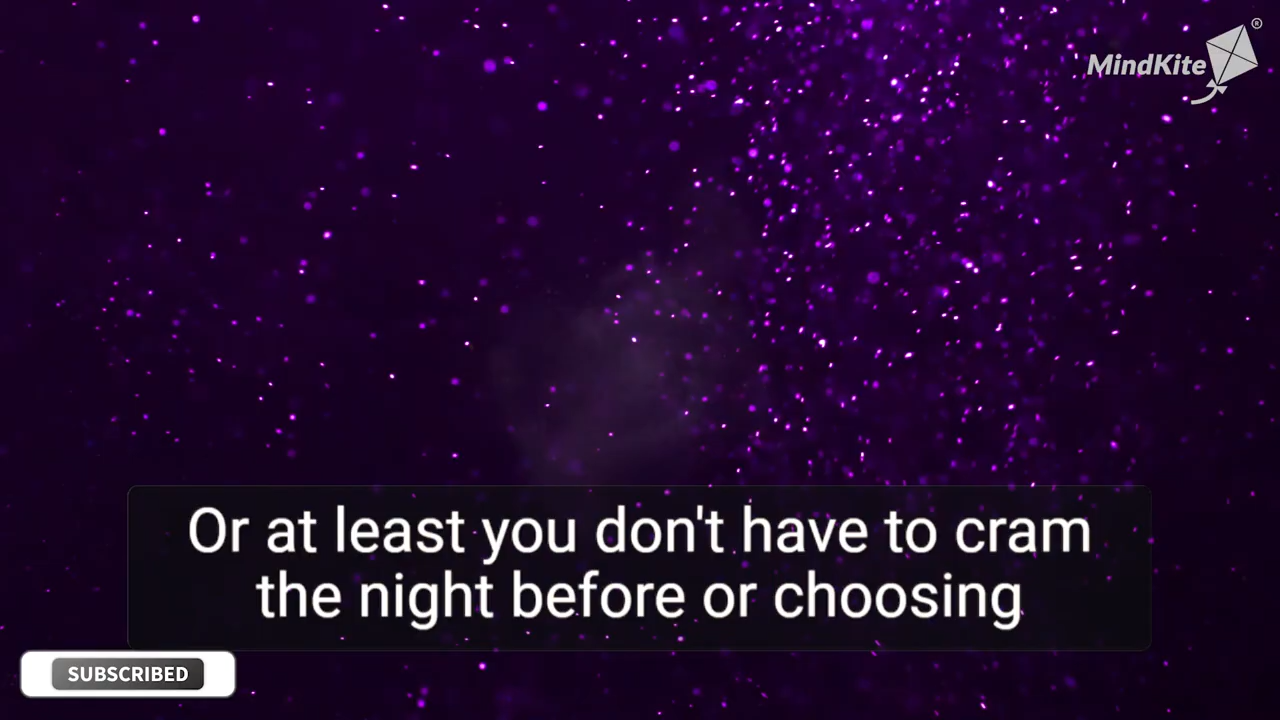 MindKite®
Or at least you don't have to cram
the night before or choosing
SUBSCRIBED